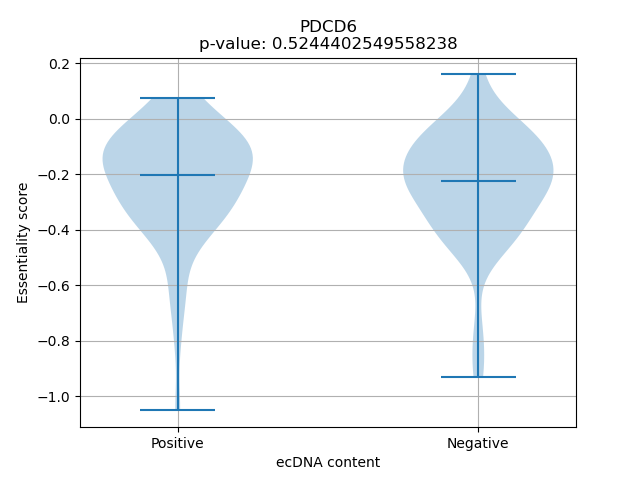 PDCD6
p-value: 0.5244402549558238
0.2
0.0
−0.2
−0.4
−0.6
−0.8
−1.0
Essentiality score
Positive
Negative
ecDNA content